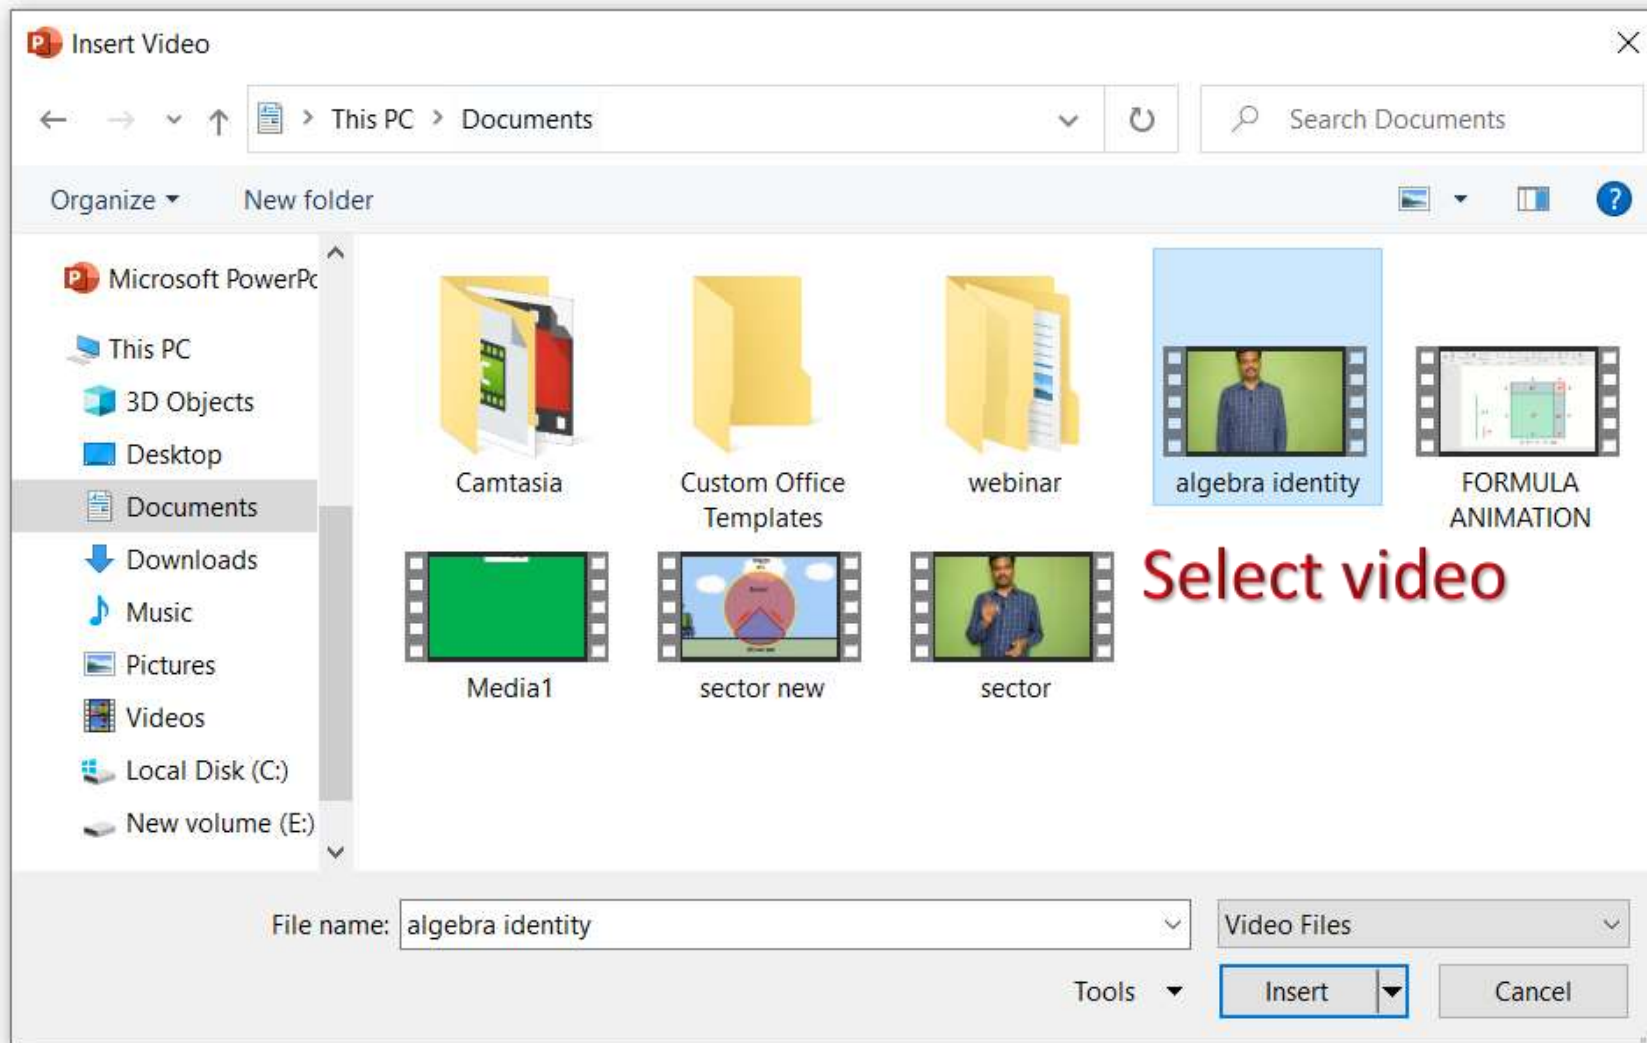 Insert Video
This PC > Documents
Search Documents
Organize
New folder
Microsoft PowerPo
This PC
3D Objects
Desktop
Documents
Downloads
Music
Pictures
Videos
Local Disk (C:)
New volume (E:)
Camtasia
Custom Office
Templates
webinar
algebra identity
FORMULA
ANIMATION
Select video
Media1
sector new
sector
File name: algebra identity
Video Files
Tools
Insert
Cancel